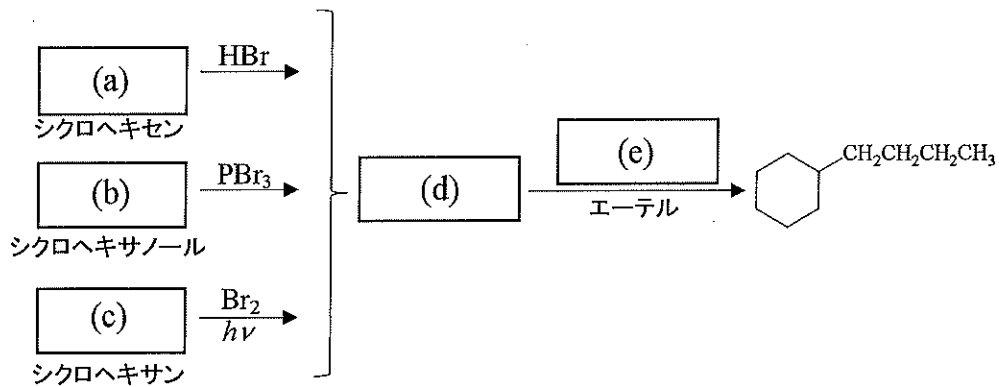 (a)
シクロヘキセン
HBr
(b)
シクロヘキサノール
PBr₃
(c)
シクロヘキサン
Br₂
hν
(d)
(e)
エーテル
CH₂CH₂CH₂CH₃